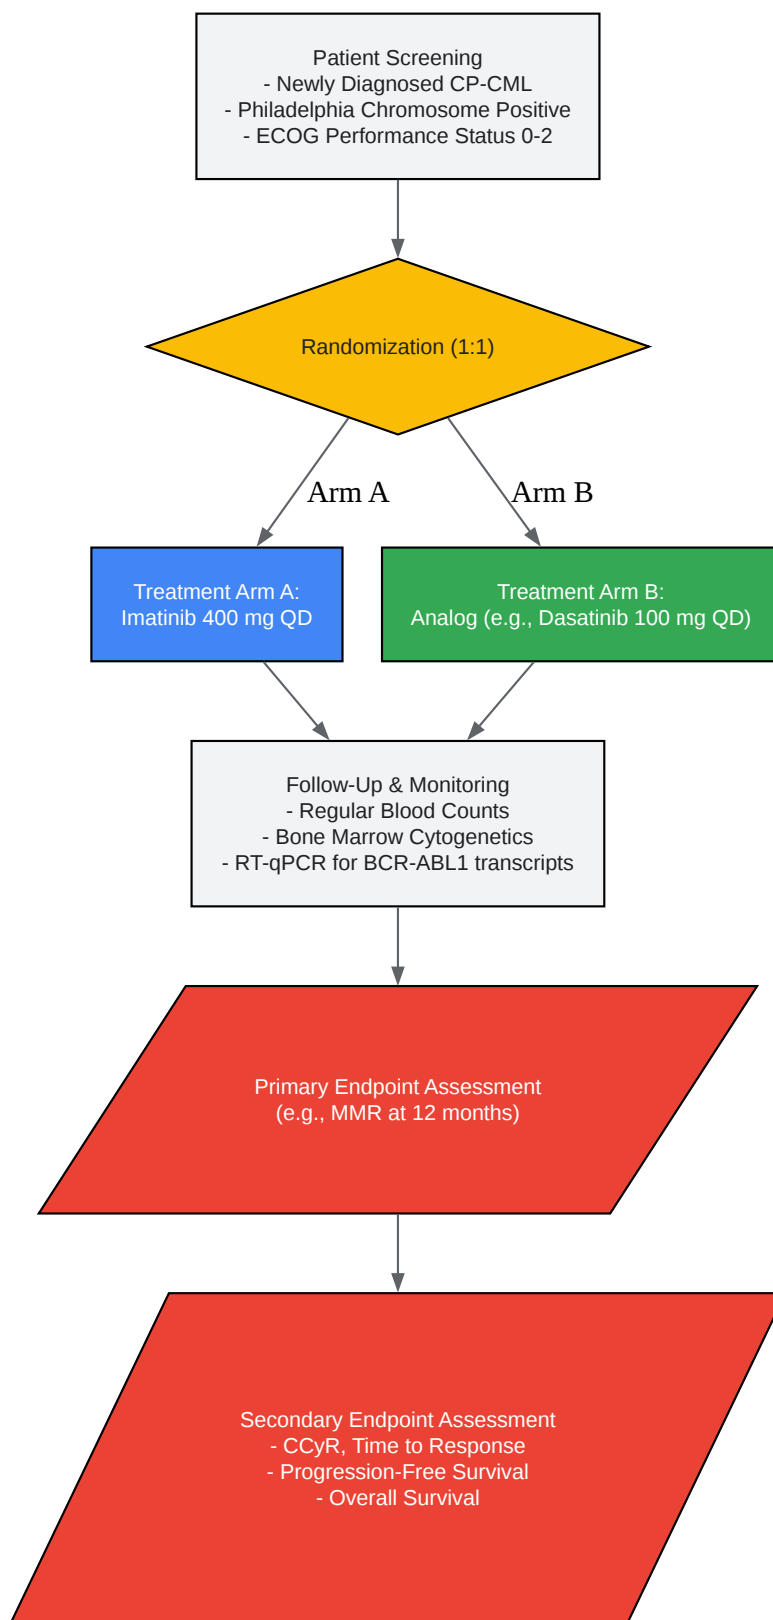 Patient Screening
- Newly Diagnosed CP-CML
- Philadelphia Chromosome Positive
- ECOG Performance Status 0-2
Randomization (1:1)
Arm A
Arm B
Treatment Arm A:
Imatinib 400 mg QD
Treatment Arm B:
Analog (e.g., Dasatinib 100 mg QD)
Follow-Up & Monitoring
- Regular Blood Counts
- Bone Marrow Cytogenetics
- RT-qPCR for BCR-ABL1 transcripts
Primary Endpoint Assessment
(e.g., MMR at 12 months)
Secondary Endpoint Assessment
- CCyR, Time to Response
- Progression-Free Survival
- Overall Survival